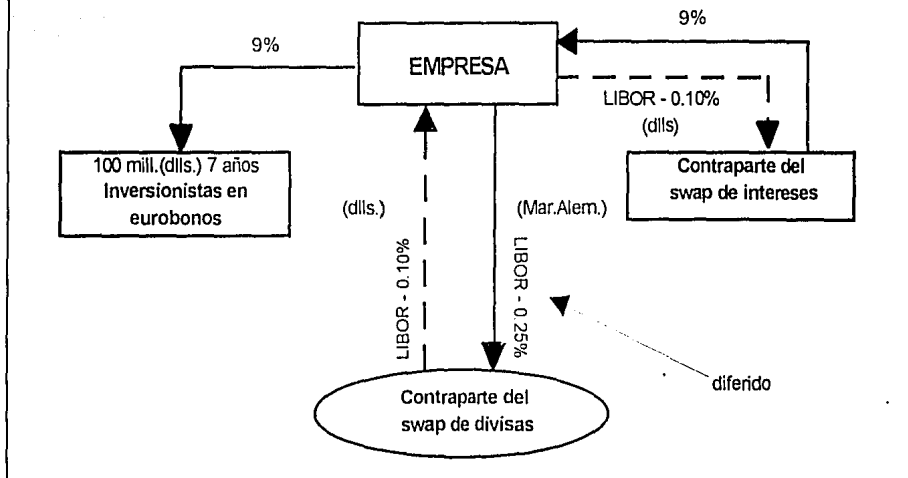 9%
9%
EMPRESA
LIBOR - 0.10%
(dlls)
100 mill.(dlls.) 7 años
Inversionistas en
eurobonos
Contraparte del
swap de intereses
(dlls.)
(Mar.Alem.)
LIBOR - 0.10%
LIBOR - 0.25%
diferido
Contraparte del
swap de divisas